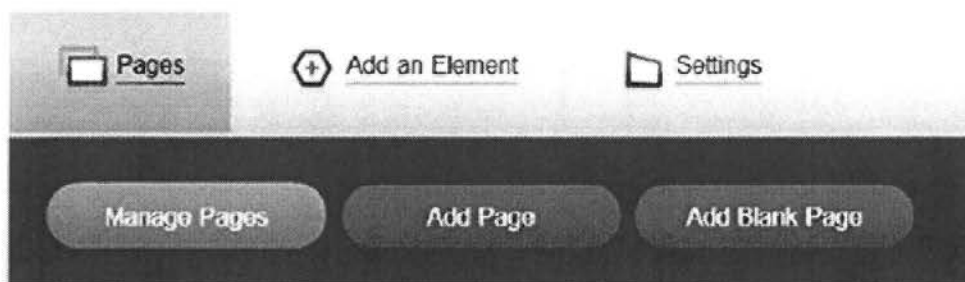 Pages Add an Element Settings
Manage Pages Add Page Add Blank Page